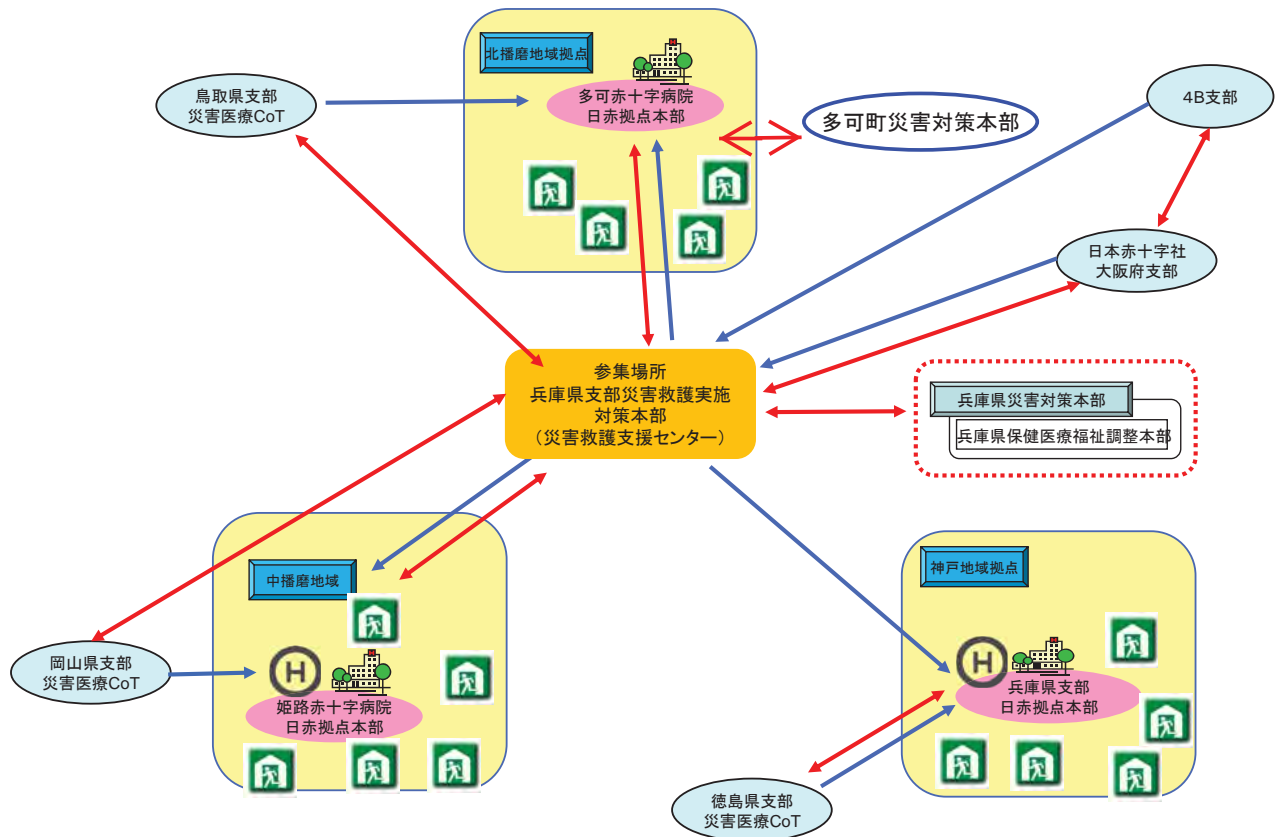 北播磨地域拠点
多可赤十字病院
日赤拠点本部
鳥取県支部
災害医療CoT
多可町災害対策本部
4B支部
日本赤十字社
大阪府支部
参集場所
兵庫県支部災害救護実施
対策本部
（災害救護支援センター）
兵庫県災害対策本部
兵庫県保健医療福祉調整本部
中播磨地域
H
姫路赤十字病院
日赤拠点本部
岡山県支部
災害医療CoT
神戸地域拠点
H
兵庫県支部
日赤拠点本部
徳島県支部
災害医療CoT